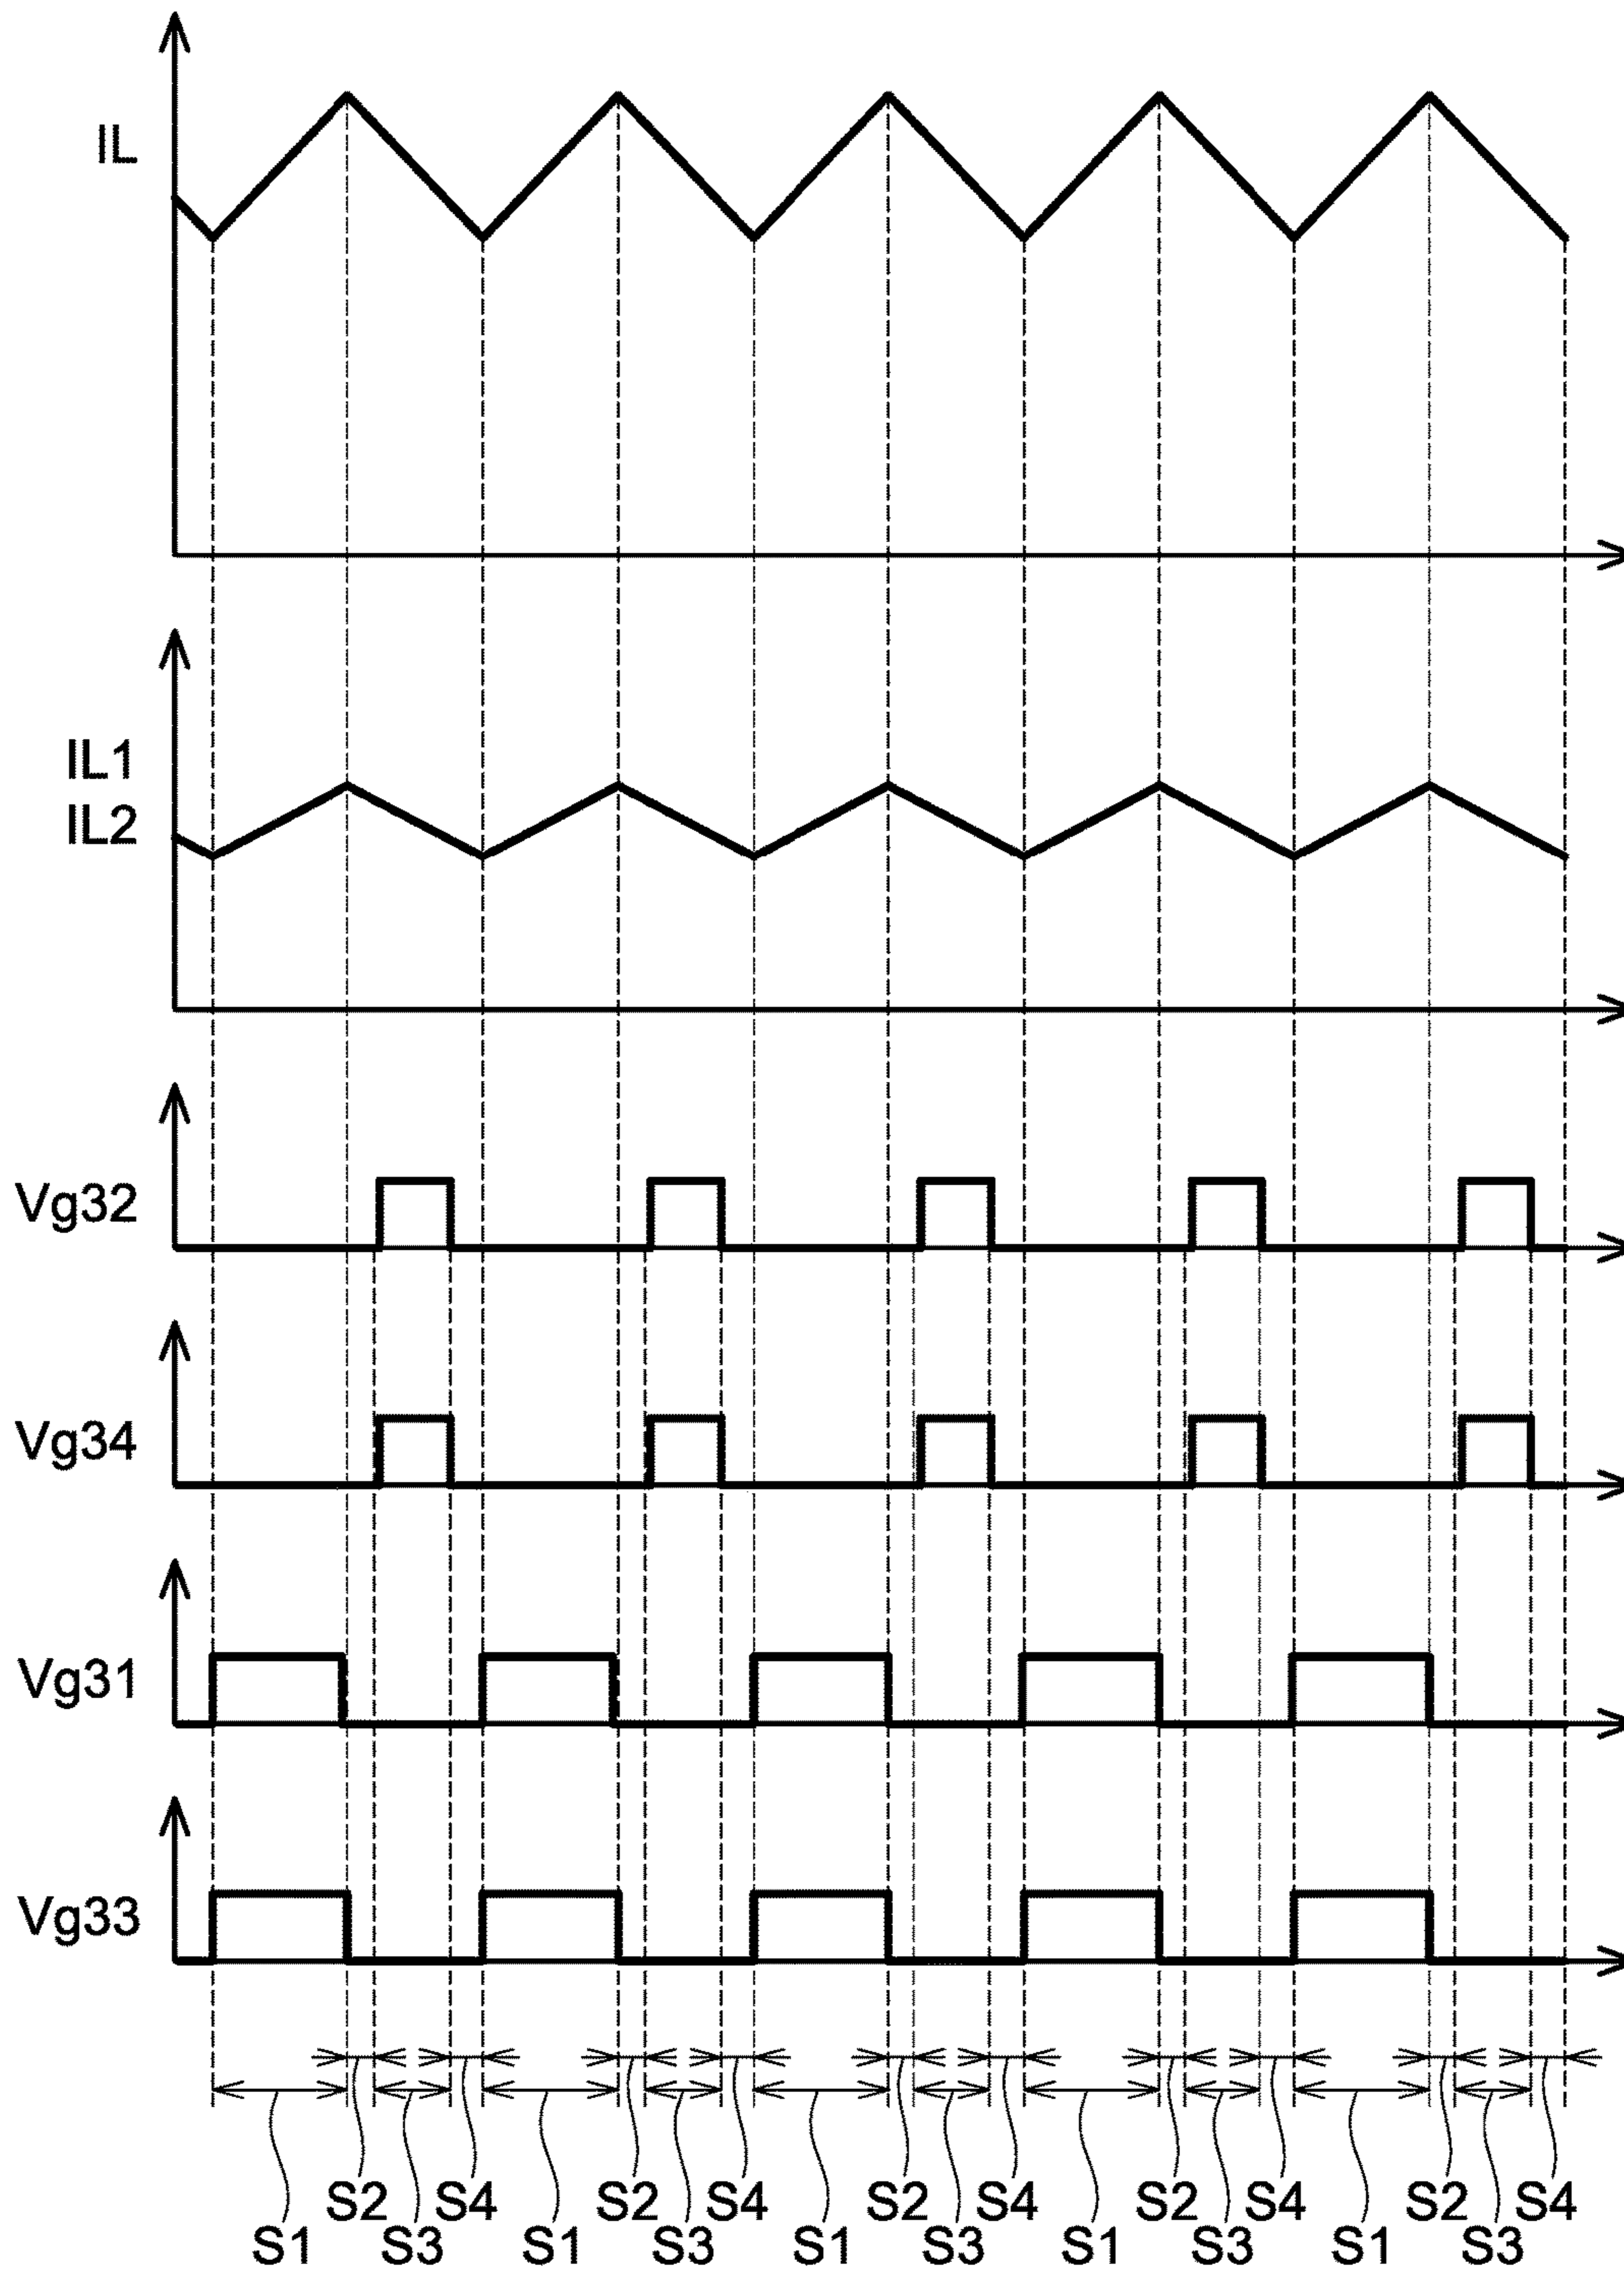 IL
IL1
IL2
Vg32
Vg34
Vg31
Vg33
S2 S4 S2 S4 S2 S4 S2 S4 S2 S4
S1 S3 S1 S3 S1 S3 S1 S3 S1 S3